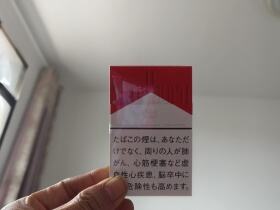 たばこの煙は、あなただ
けでなく、周りの人が肺
がん、心筋梗塞など虚
血性心疾患、脳卒中に
危険性も高めます。